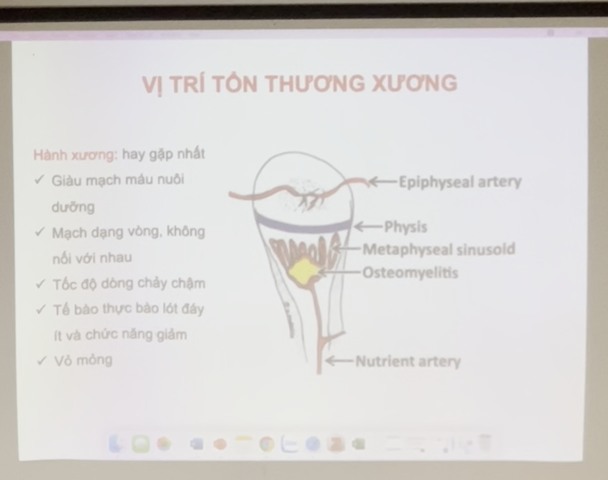 VỊ TRÍ TỔN THƯƠNG XƯƠNG
Hành xương: hay gặp nhất
✓ Giàu mạch máu nuôi
dưỡng
✓ Mạch dạng vòng, không
nối với nhau
✓ Tốc độ dòng chảy chậm
✓ Tế bào thực bào lót đáy
ít và chức năng giảm
✓ Vỏ mỏng
Epiphyseal artery
Physis
Metaphyseal sinusoid
Osteomyelitis
Nutrient artery